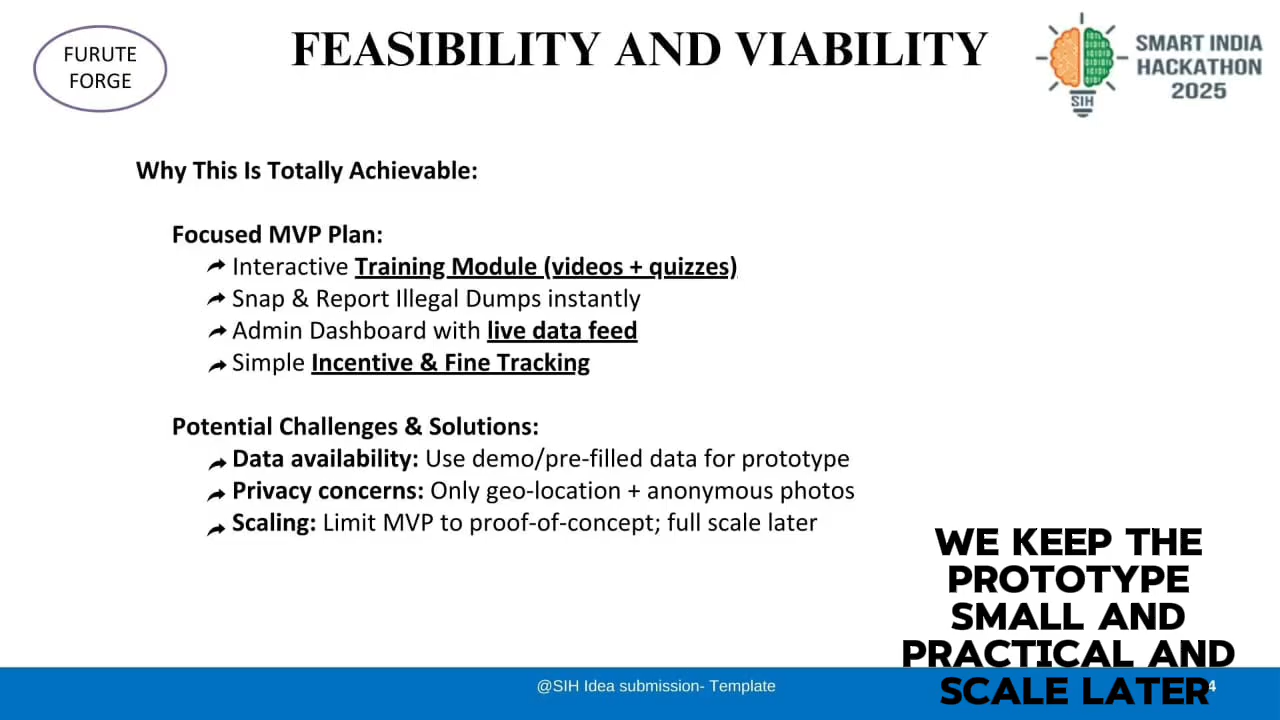 FURUTE
FORGE
FEASIBILITY AND VIABILITY
SIH
SMART INDIA
HACKATHON
2025
Why This Is Totally Achievable:
Focused MVP Plan:
Interactive Training Module (videos + quizzes)
Snap & Report Illegal Dumps instantly
Admin Dashboard with live data feed
Simple Incentive & Fine Tracking
Potential Challenges & Solutions:
Data availability: Use demo/pre-filled data for prototype
Privacy concerns: Only geo-location + anonymous photos
Scaling: Limit MVP to proof-of-concept; full scale later
WE KEEP THE
PROTOTYPE
SMALL AND
PRACTICAL AND
SCALE LATER
@SIH Idea submission- Template
4